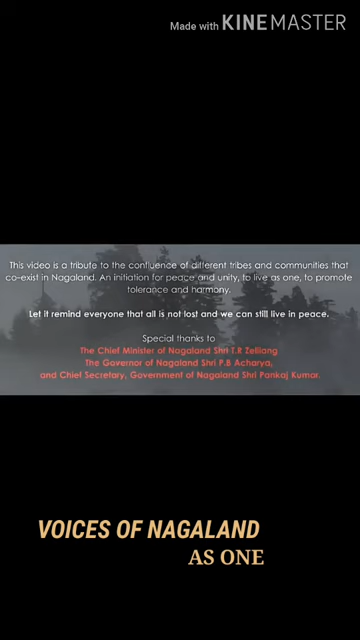 Made with KINEMASTER
This video is a tribute to the confluence of different tribes and communities that
co-exist in Nagaland. An initiation for peace and unity, to live as one, to promote
tolerance and harmony.
Let it remind everyone that all is not lost and we can still live in peace.
Special thanks to
The Chief Minister of Nagaland Shri T.R Zeliang
The Governor of Nagaland Shri P.B Acharya,
and Chief Secretary, Government of Nagaland Shri Pankaj Kumar.
VOICES OF NAGALAND
AS ONE